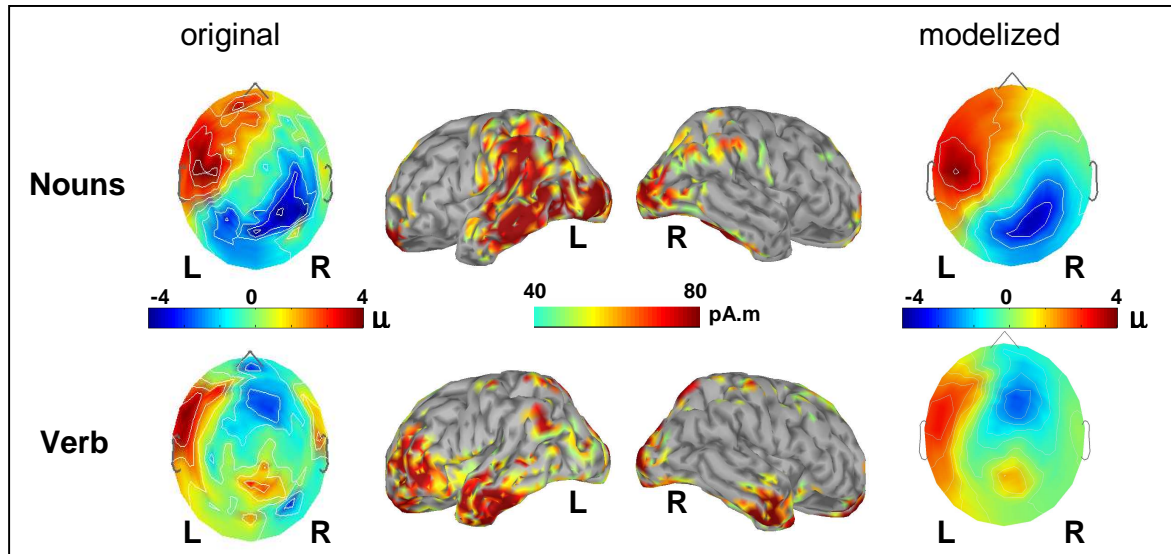 original modelized
Nouns
L R L R L R
-4 0 4 μ 40 80 pA.m -4 0 4 μ
Verb
L R L R L R